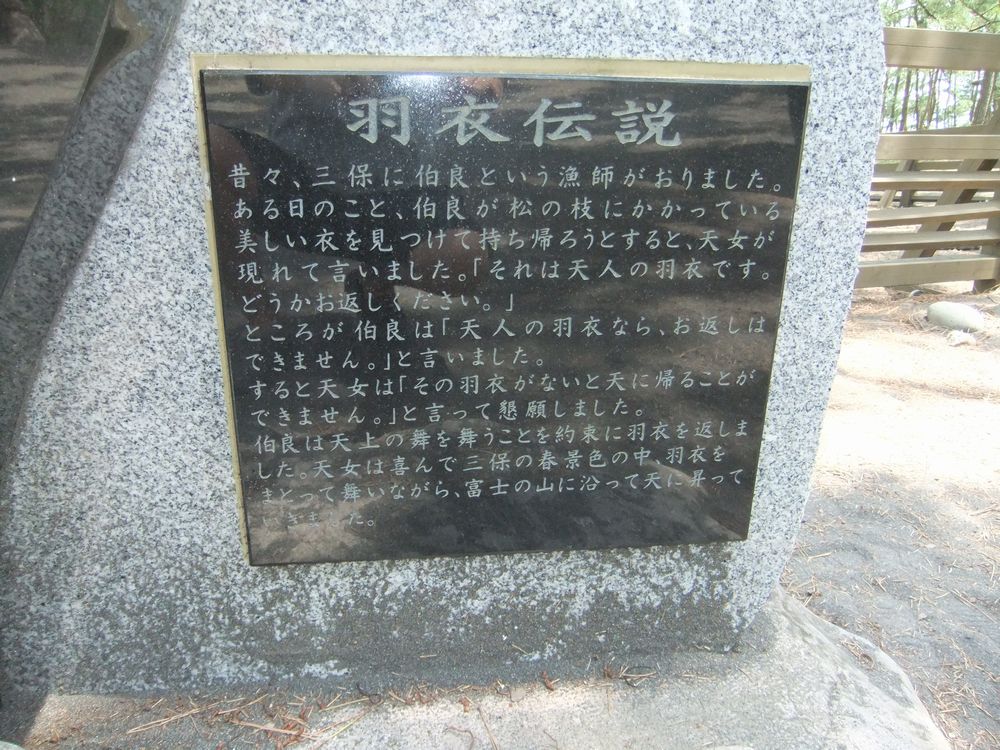 羽衣伝説
昔々、三保に伯良という漁師がおりました。
ある日のこと、伯良が松の枝にかかっている
美しい衣を見つけて持ち帰ろうとすると、天女が
現れて言いました。「それは天人の羽衣です。
どうかお返しください。」
ところが伯良は「天人の羽衣なら、お返しは
できません。」と言いました。
すると天女は「その羽衣がないと天に帰ることが
できません。」と言って懇願しました。
伯良は天上の舞を舞うことを約束に羽衣を返しま
した。天女は喜んで三保の春景色の中、羽衣を
まとって舞いながら、富士の山に沿って天に昇って
いきました。